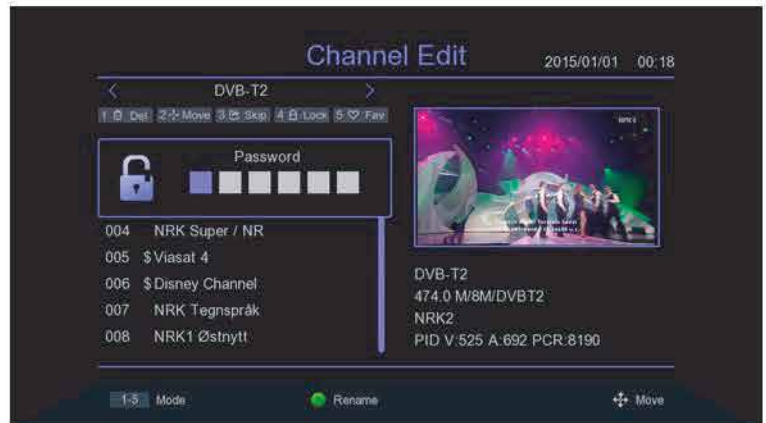 Channel Edit
2015/01/01 00:18
DVB-T2
1 Del 2 Move 3 Skip 4 Lock 5 Fav
Password
004 NRK Super / NR
005 $ Viasat 4
006 $ Disney Channel
007 NRK Tegnspråk
008 NRK1 Østnytt
DVB-T2
474.0 M/8M/DVBT2
NRK2
PID V:525 A:692 PCR:8190
1-5 Mode
Rename
Move